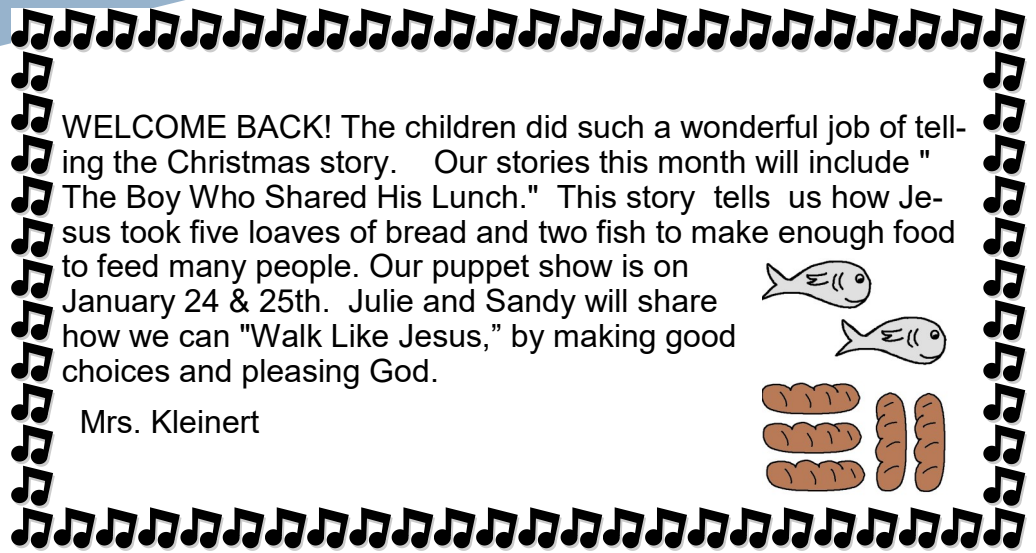 WELCOME BACK! The children did such a wonderful job of tell-
ing the Christmas story.    Our stories this month will include "
The Boy Who Shared His Lunch."  This story  tells  us how Je-
sus took five loaves of bread and two fish to make enough food
to feed many people. Our puppet show is on
January 24 & 25th.  Julie and Sandy will share
how we can "Walk Like Jesus,” by making good
choices and pleasing God.
Mrs. Kleinert